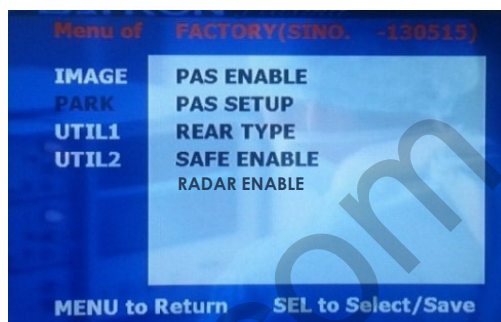 Menu of FACTORY(SINO. -130515)
IMAGE PAS ENABLE
PARK PAS SETUP
UTIL1 REAR TYPE
UTIL2 SAFE ENABLE
RADAR ENABLE
MENU to Return SEL to Select/Save
com